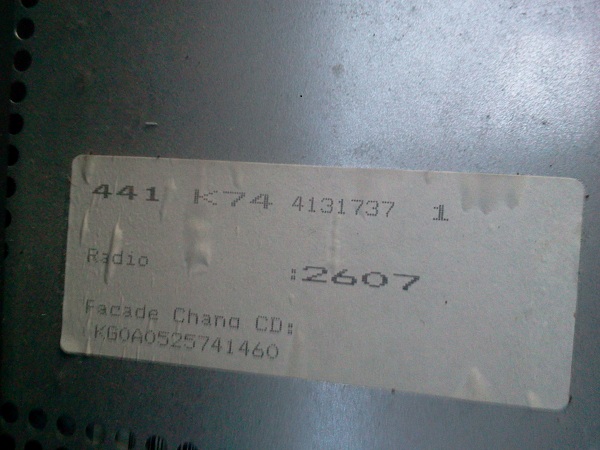 441 K74 4131737 1
Radio :2607
Facade Chang CD:
KG0A0525741460